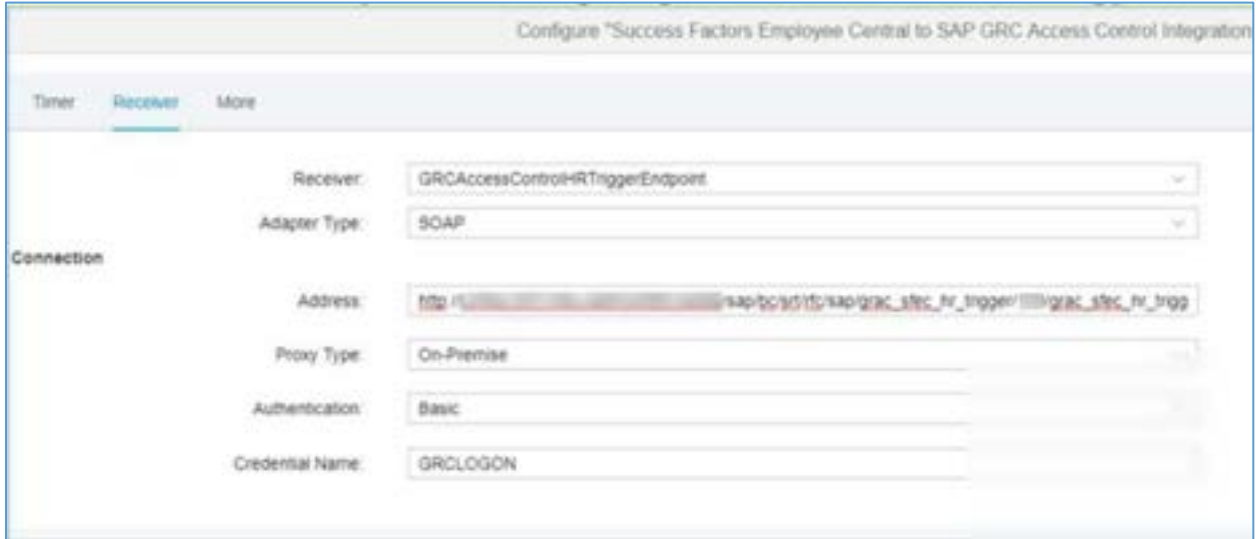 Configure "Success Factors Employee Central to SAP GRC Access Control Integration
Timer Receiver More
Receiver: GRCAccessControlHRTriggerEndpoint
Adapter Type: SOAP
Connection
Address: http:// /sap/bc/srt/rfc/sap/grac_sfec_hr_trigger/ /grac_sfec_hr_trigg
Proxy Type: On-Premise
Authentication: Basic
Credential Name: GRCLOGON